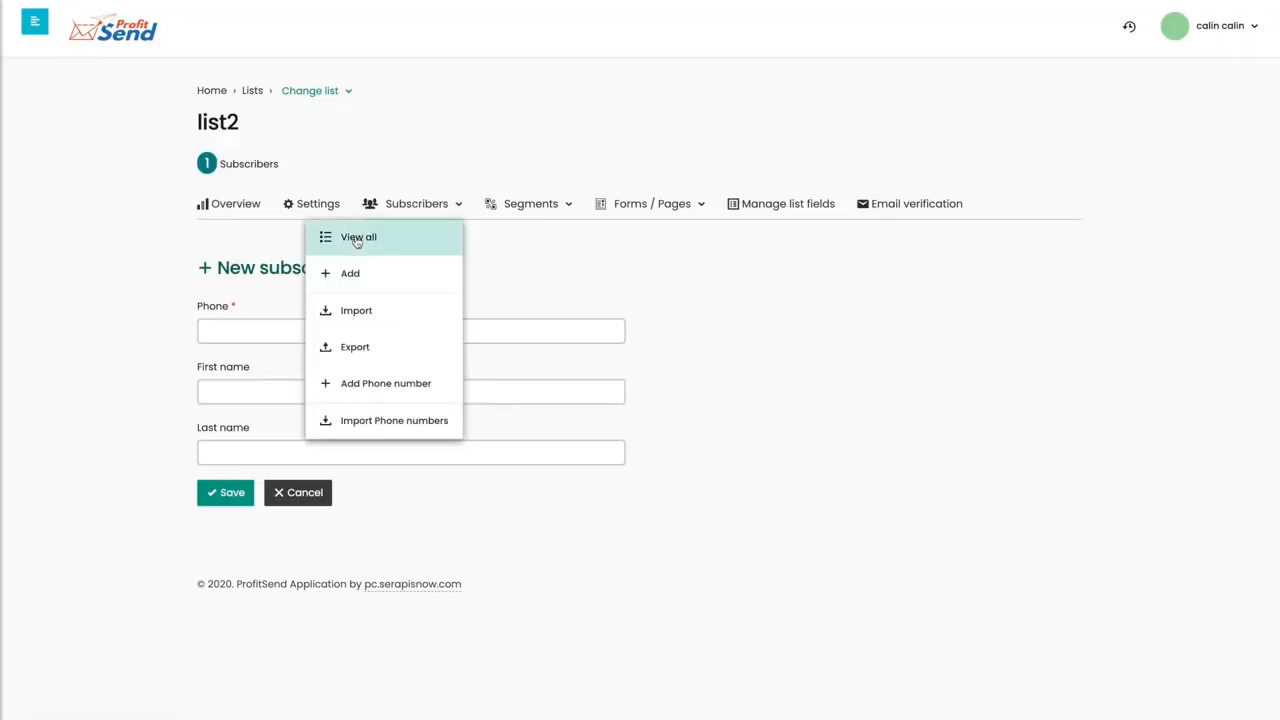 Profit
Send
calin calin
Home › Lists › Change list
list2
1 Subscribers
Overview Settings Subscribers Segments Forms / Pages Manage list fields Email verification
View all
+ New subsc
Add
Phone *
Import
Export
First name
Add Phone number
Import Phone numbers
Last name
Save Cancel
© 2020. ProfitSend Application by pc.serapisnow.com